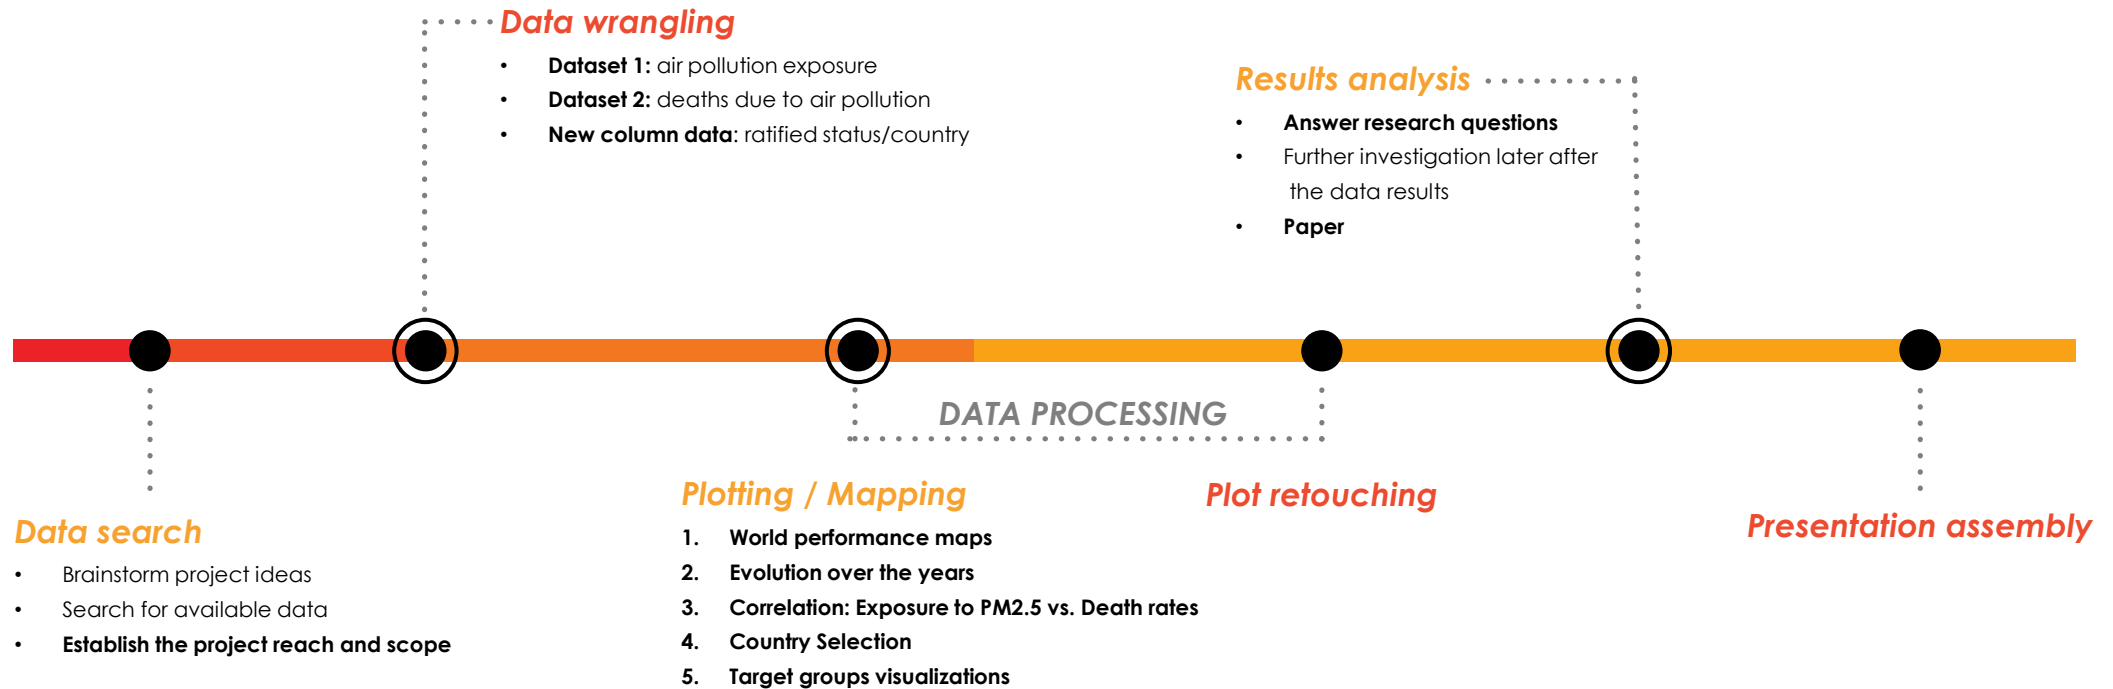 Data wrangling
• Dataset 1: air pollution exposure
• Dataset 2: deaths due to air pollution
• New column data: ratified status/country
Results analysis
• Answer research questions
• Further investigation later after
the data results
• Paper
DATA PROCESSING
Data search
• Brainstorm project ideas
• Search for available data
• Establish the project reach and scope
Plotting / Mapping
1. World performance maps
2. Evolution over the years
3. Correlation: Exposure to PM2.5 vs. Death rates
4. Country Selection
5. Target groups visualizations
Plot retouching
Presentation assembly